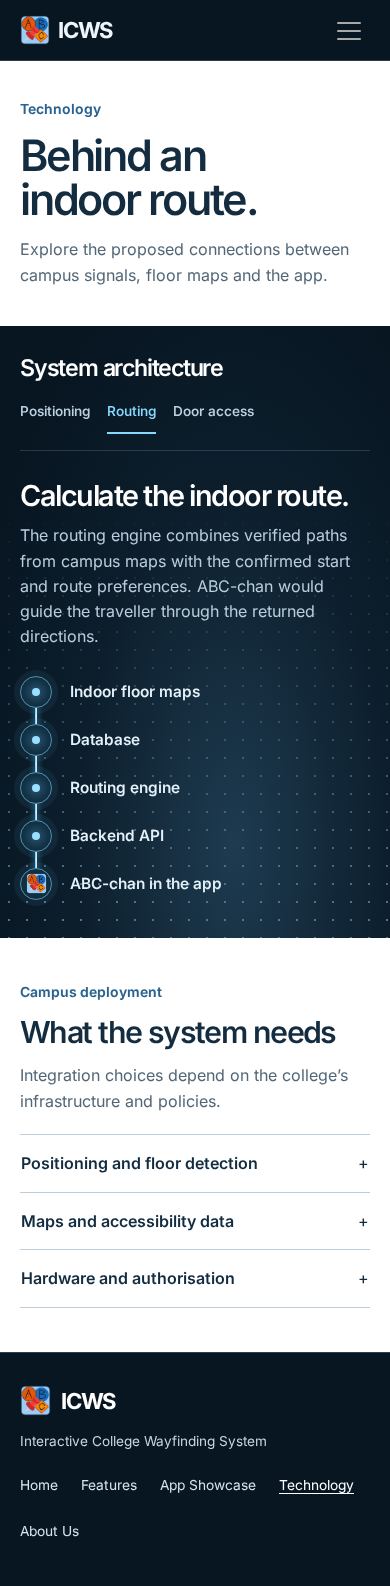 ICWS
Technology
Behind an
indoor route.
Explore the proposed connections between
campus signals, floor maps and the app.
System architecture
Positioning Routing Door access
Calculate the indoor route.
The routing engine combines verified paths
from campus maps with the confirmed start
and route preferences. ABC-chan would
guide the traveller through the returned
directions.
Indoor floor maps
Database
Routing engine
Backend API
ABC-chan in the app
Campus deployment
What the system needs
Integration choices depend on the college’s
infrastructure and policies.
Positioning and floor detection +
Maps and accessibility data +
Hardware and authorisation +
ICWS
Interactive College Wayfinding System
Home Features App Showcase Technology
About Us